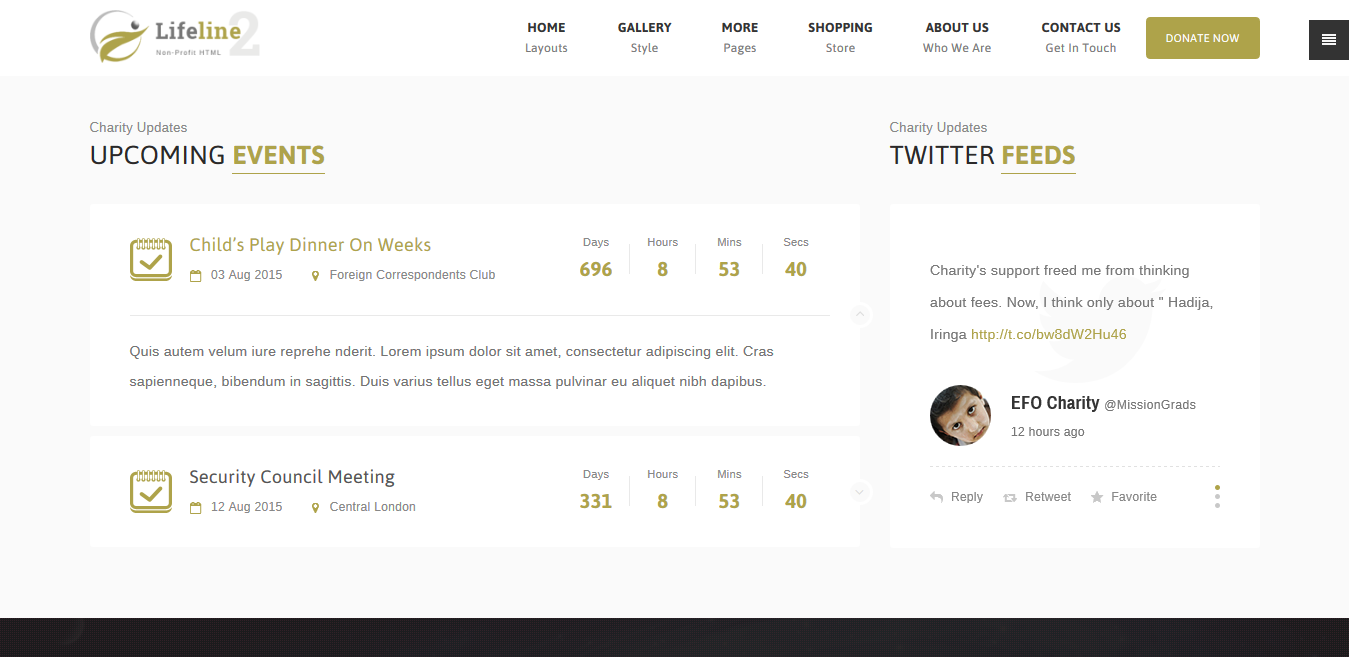 Lifeline2
Non-Profit HTML
HOME
Layouts
GALLERY
Style
MORE
Pages
SHOPPING
Store
ABOUT US
Who We Are
CONTACT US
Get In Touch
DONATE NOW
Charity Updates
UPCOMING EVENTS
Child's Play Dinner On Weeks
03 Aug 2015 Foreign Correspondents Club
Days Hours Mins Secs
696 8 53 40
Quis autem velum iure reprehe nderit. Lorem ipsum dolor sit amet, consectetur adipiscing elit. Cras
sapienneque, bibendum in sagittis. Duis varius tellus eget massa pulvinar eu aliquet nibh dapibus.
Security Council Meeting
12 Aug 2015 Central London
Days Hours Mins Secs
331 8 53 40
Charity Updates
TWITTER FEEDS
Charity's support freed me from thinking
about fees. Now, I think only about " Hadija,
Iringa http://t.co/bw8dW2Hu46
EFO Charity @MissionGrads
12 hours ago
Reply Retweet Favorite